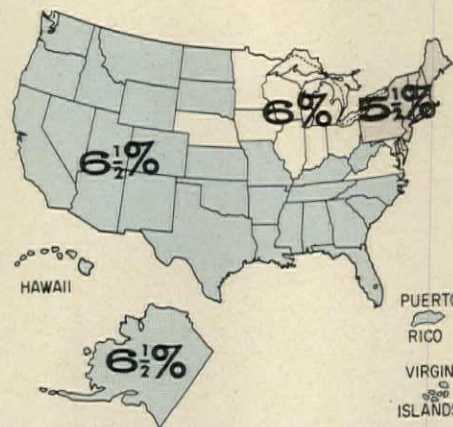 6% 5½%
6½%
HAWAII
6½%
PUERTO
RICO
VIRGIN
ISLANDS